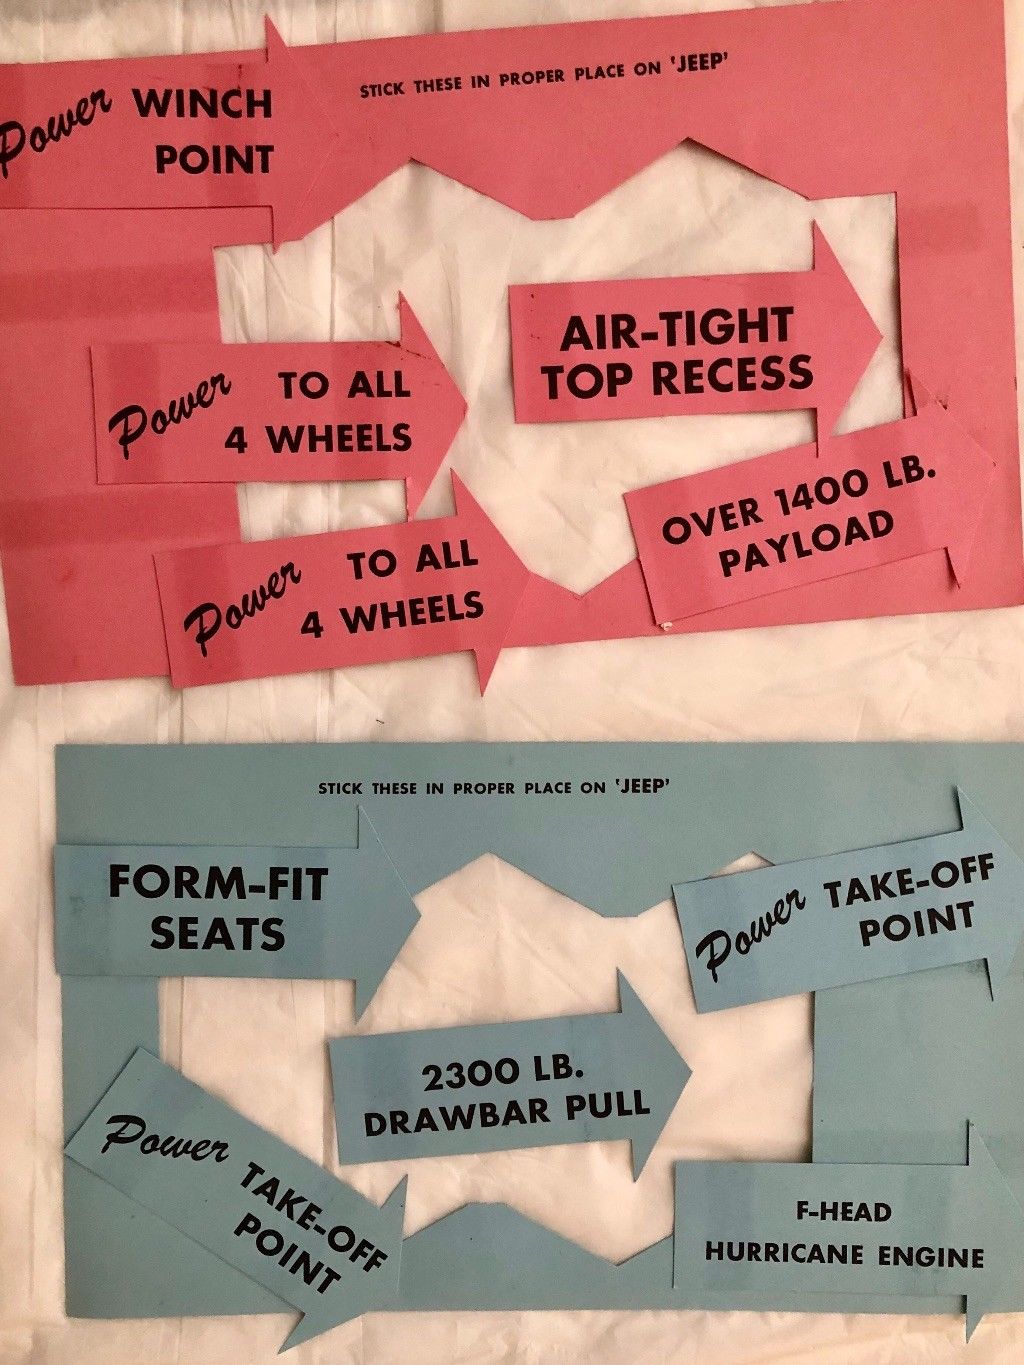 STICK THESE IN PROPER PLACE ON 'JEEP'
Power WINCH
POINT
AIR-TIGHT
TOP RECESS
Power TO ALL
4 WHEELS
OVER 1400 LB.
PAYLOAD
Power TO ALL
4 WHEELS
STICK THESE IN PROPER PLACE ON 'JEEP'
FORM-FIT
SEATS
Power TAKE-OFF
POINT
2300 LB.
DRAWBAR PULL
Power TAKE-OFF
POINT
F-HEAD
HURRICANE ENGINE